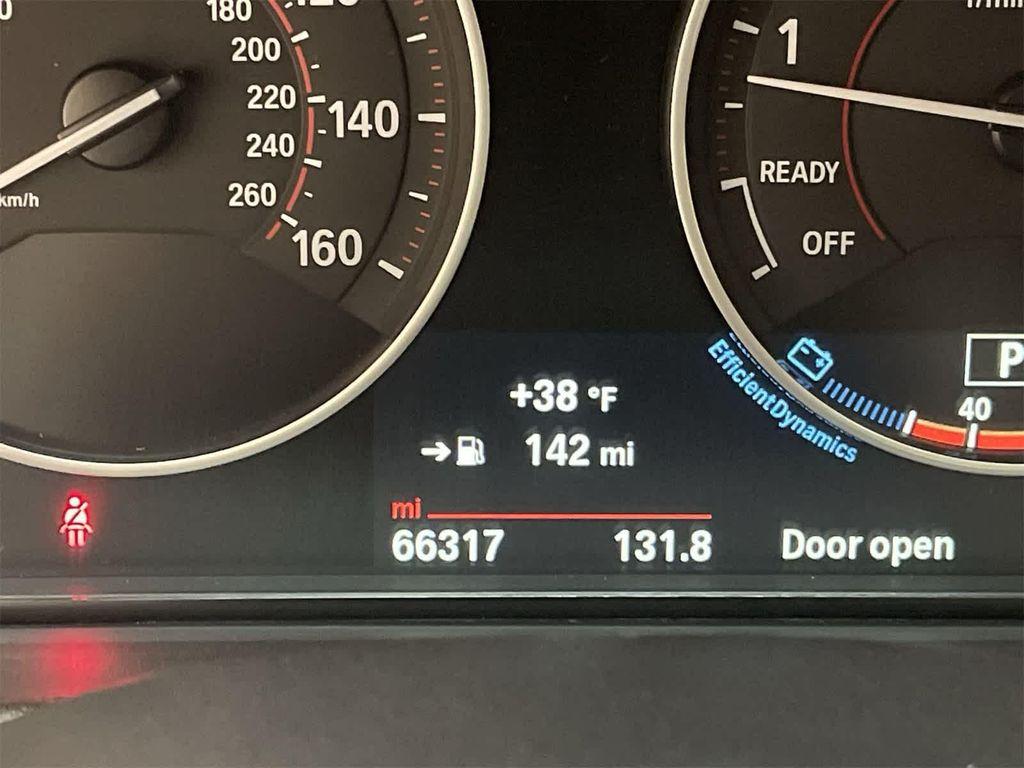 180
200
220
240
260
km/h
120
140
160
1
READY
OFF
EfficientDynamics
P
40
+38 °F
142 mi
mi
66317 131.8
Door open